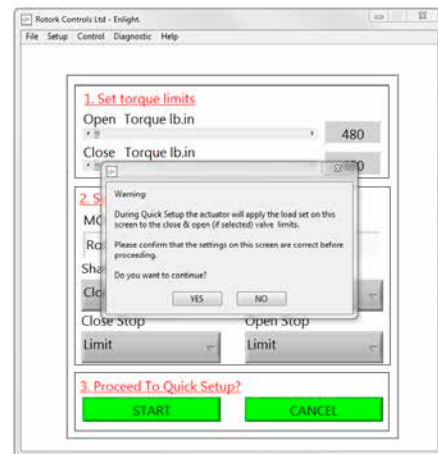 Rotork Controls Ltd - Enlight.
File Setup Control Diagnostic Help
1. Set torque limits
Open Torque lb.in
480
Close Torque lb.in
Warning:
During Quick Setup the actuator will apply the load set on this
screen to the close & open (if selected) valve limits.
Please confirm that the settings on this screen are correct before
proceeding.
Do you want to continue?
YES NO
Close Stop Open Stop
Limit Limit
3. Proceed To Quick Setup?
START CANCEL